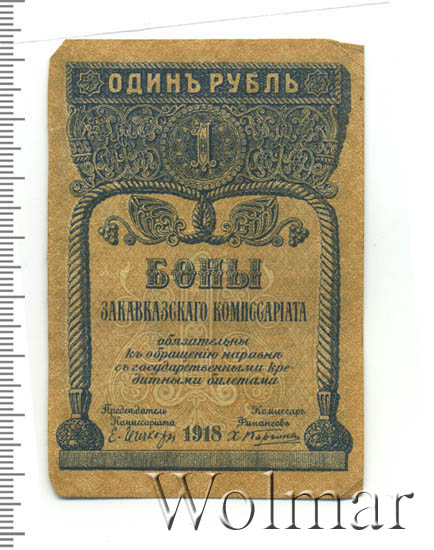 ОДИНЪ РУБЛЬ
1
БОНЫ
ЗАКАВКАЗСКАГО КОМИССАРІАТА
обязательны
къ обращенію наравнѣ
съ государственными кре-
дитными билетами
Предсѣдатель Комиссаріата
Комиссаръ Финансовъ
1918
Wolmar